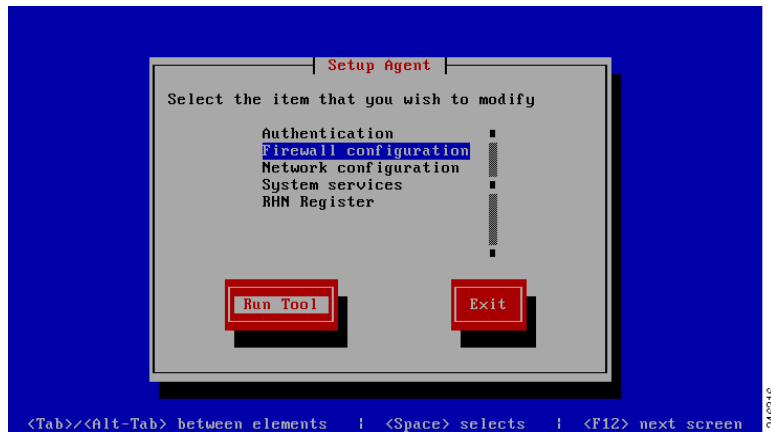 Setup Agent
Select the item that you wish to modify
Authentication
Firewall configuration
Network configuration
System services
RHN Register
Run Tool
Exit
<Tab>/<Alt-Tab> between elements | <Space> selects | <F12> next screen